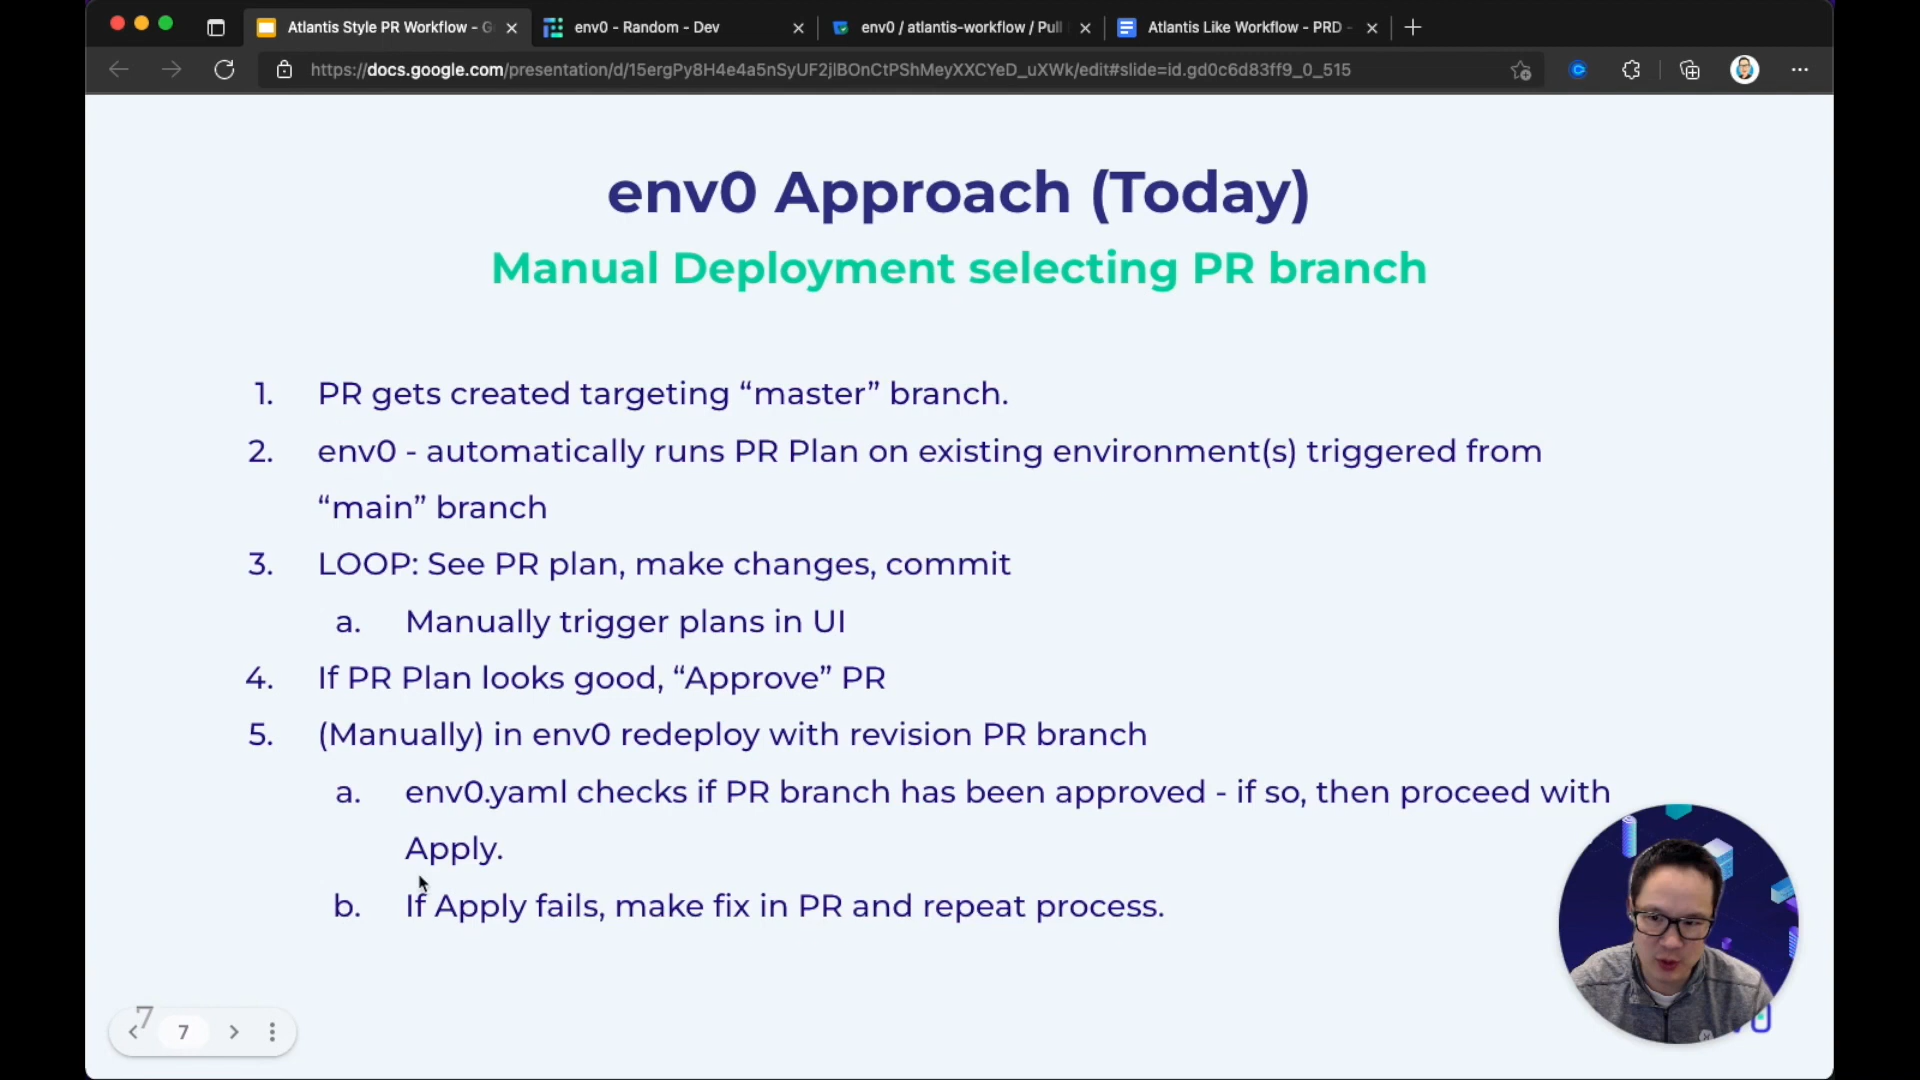 Atlantis Style PR Workflow - G
env0 - Random - Dev
env0 / atlantis-workflow / Pull
Atlantis Like Workflow - PRD -
https://docs.google.com/presentation/d/15ergPy8H4e4a5nSyUF2jlBOnCtPShMeyXXCYeD_uXWk/edit#slide=id.gd0c6d83ff9_0_515
env0 Approach (Today)
Manual Deployment selecting PR branch
1. PR gets created targeting “master” branch.
2. env0 - automatically runs PR Plan on existing environment(s) triggered from
“main” branch
3. LOOP: See PR plan, make changes, commit
a. Manually trigger plans in UI
4. If PR Plan looks good, “Approve” PR
5. (Manually) in env0 redeploy with revision PR branch
a. env0.yaml checks if PR branch has been approved - if so, then proceed with
Apply.
b. If Apply fails, make fix in PR and repeat process.
7
7